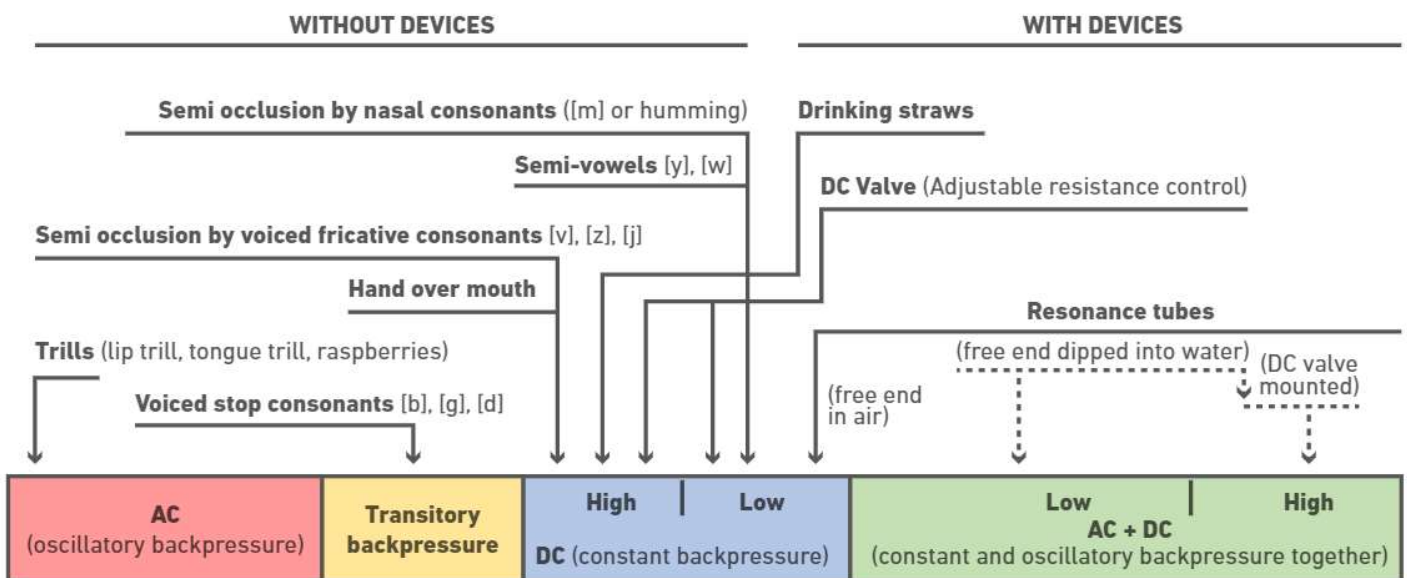 WITHOUT DEVICES
WITH DEVICES
Semi occlusion by nasal consonants ([m] or humming)
Drinking straws
Semi-vowels [y], [w]
DC Valve (Adjustable resistance control)
Semi occlusion by voiced fricative consonants [v], [z], [j]
Hand over mouth
Resonance tubes
Trills (lip trill, tongue trill, raspberries)
(free end dipped into water)
(DC valve
mounted)
(free end
in air)
Voiced stop consonants [b], [g], [d]
AC
(oscillatory backpressure)
Transitory
backpressure
High
Low
DC (constant backpressure)
Low
High
AC + DC
(constant and oscillatory backpressure together)